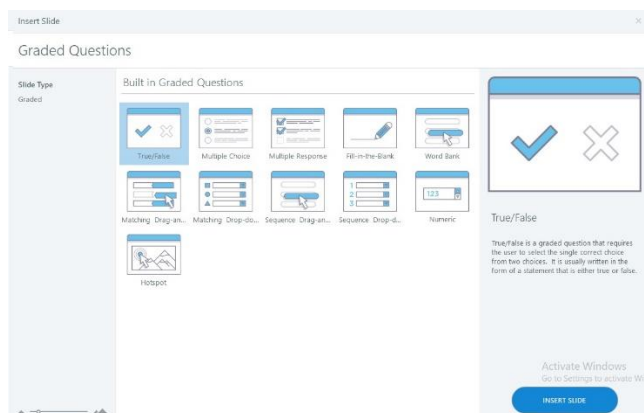 Insert Slide
Graded Questions
Slide Type
Graded
Built in Graded Questions
True/False
Multiple Choice
Multiple Response
Fill-in-the-Blank
Word Bank
Matching Drag-an...
Matching Drop-do...
Sequence Drag-an...
Sequence Drop-d...
Numeric
Hotspot
1
2
3
123
True/False
True/False is a graded question that requires
the user to select the single correct choice
from two choices. It is usually written in the
form of a statement that is either true or false.
Activate Windows
Go to Settings to activate Wi
INSERT SLIDE